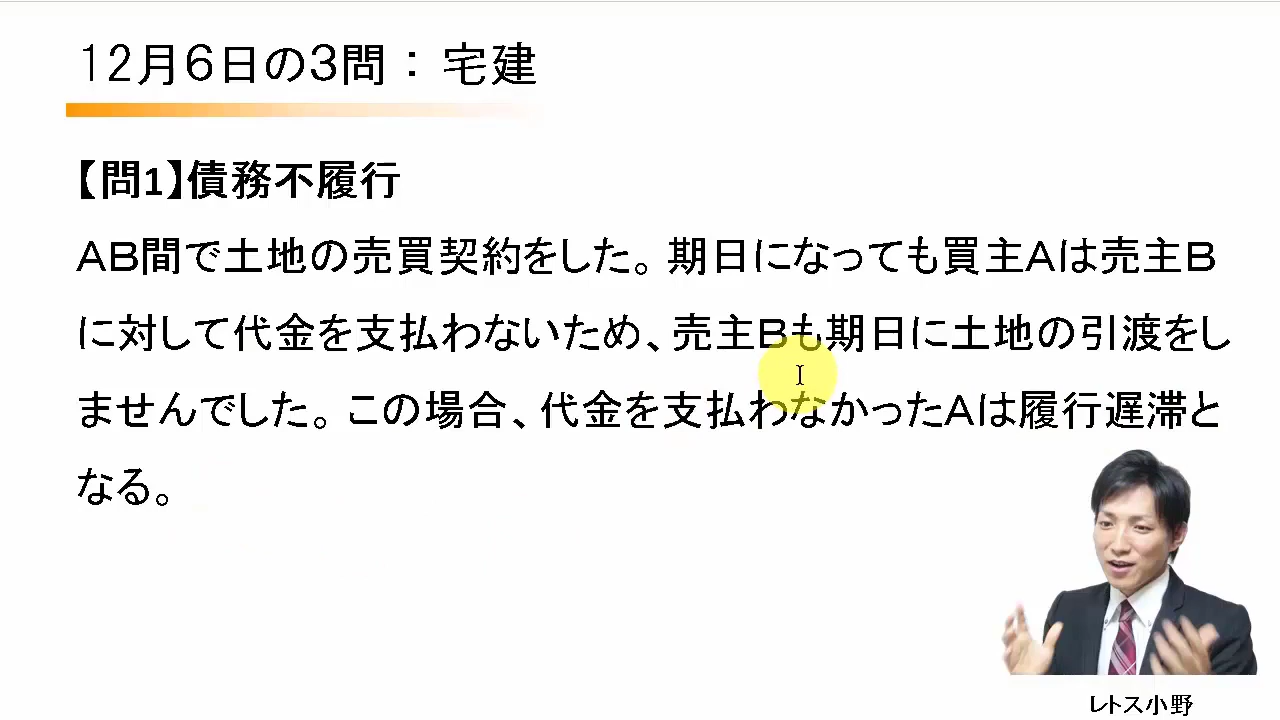 12月6日の3問：宅建
【問1】債務不履行
ＡＢ間で土地の売買契約をした。期日になっても買主Ａは売主Ｂ
に対して代金を支払わないため、売主Ｂも期日に土地の引渡をし
ませんでした。この場合、代金を支払わなかったＡは履行遅滞と
なる。
レトス小野